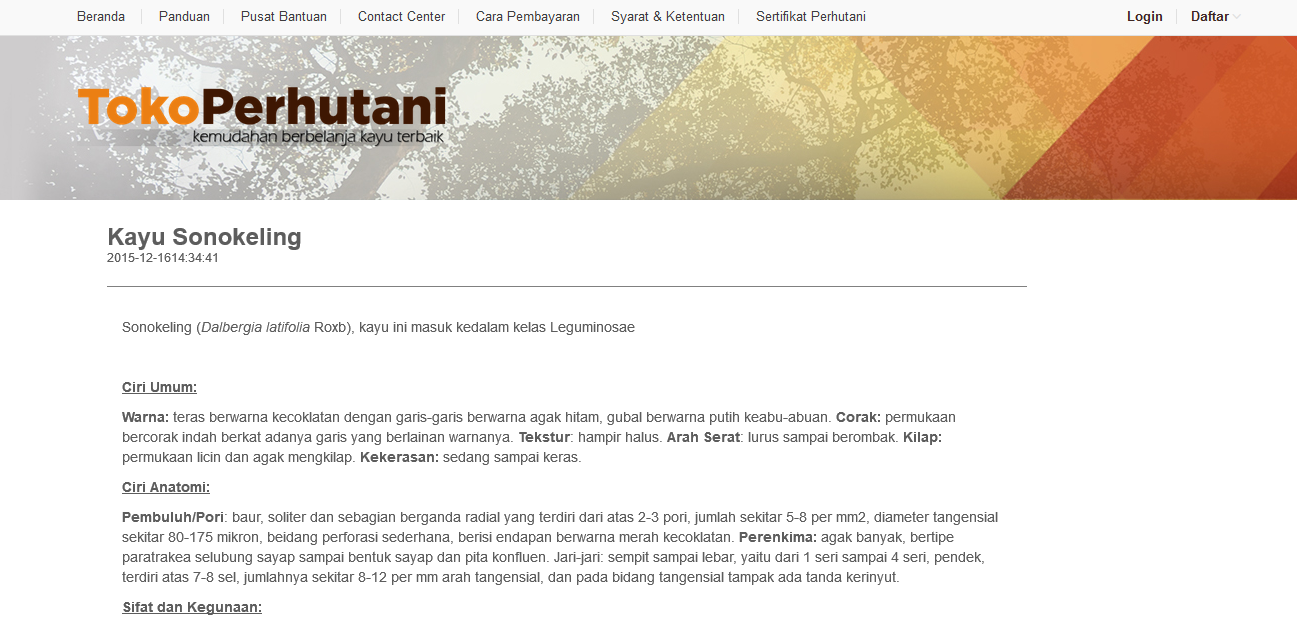 Beranda Panduan Pusat Bantuan Contact Center Cara Pembayaran Syarat & Ketentuan Sertifikat Perhutani Login Daftar
TokoPerhutani
kemudahan berbelanja kayu terbaik
Kayu Sonokeling
2015-12-1614:34:41
Sonokeling (Dalbergia latifolia Roxb), kayu ini masuk kedalam kelas Leguminosae
Ciri Umum:
Warna: teras berwarna kecoklatan dengan garis-garis berwarna agak hitam, gubal berwarna putih keabu-abuan. Corak: permukaan
bercorak indah berkat adanya garis yang berlainan warnanya. Tekstur: hampir halus. Arah Serat: lurus sampai berombak. Kilap:
permukaan licin dan agak mengkilap. Kekerasan: sedang sampai keras.
Ciri Anatomi:
Pembuluh/Pori: baur, soliter dan sebagian berganda radial yang terdiri dari atas 2-3 pori, jumlah sekitar 5-8 per mm2, diameter tangensial
sekitar 80-175 mikron, beidang perforasi sederhana, berisi endapan berwarna merah kecoklatan. Perenkima: agak banyak, bertipe
paratrakea selubung sayap sampai bentuk sayap dan pita konfluen. Jari-jari: sempit sampai lebar, yaitu dari 1 seri sampai 4 seri, pendek,
terdiri atas 7-8 sel, jumlahnya sekitar 8-12 per mm arah tangensial, dan pada bidang tangensial tampak ada tanda kerinyut.
Sifat dan Kegunaan: